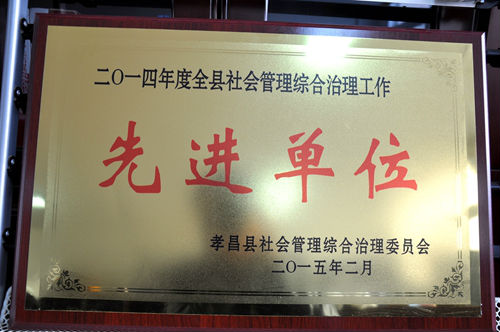 二〇一四年度全县社会管理综合治理工作
先进单位
孝昌县社会管理综合治理委员会
二〇一五年二月